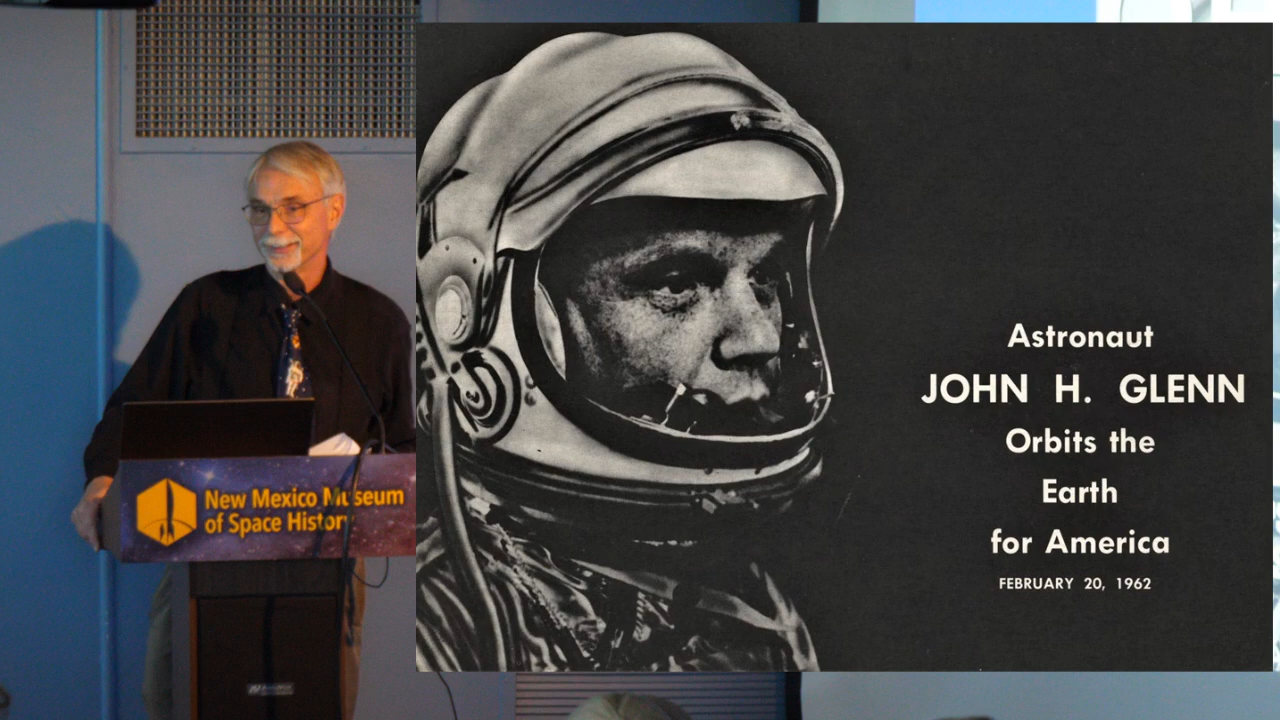 New Mexico Museum
of Space History
Astronaut
JOHN H. GLENN
Orbits the
Earth
for America
FEBRUARY 20, 1962